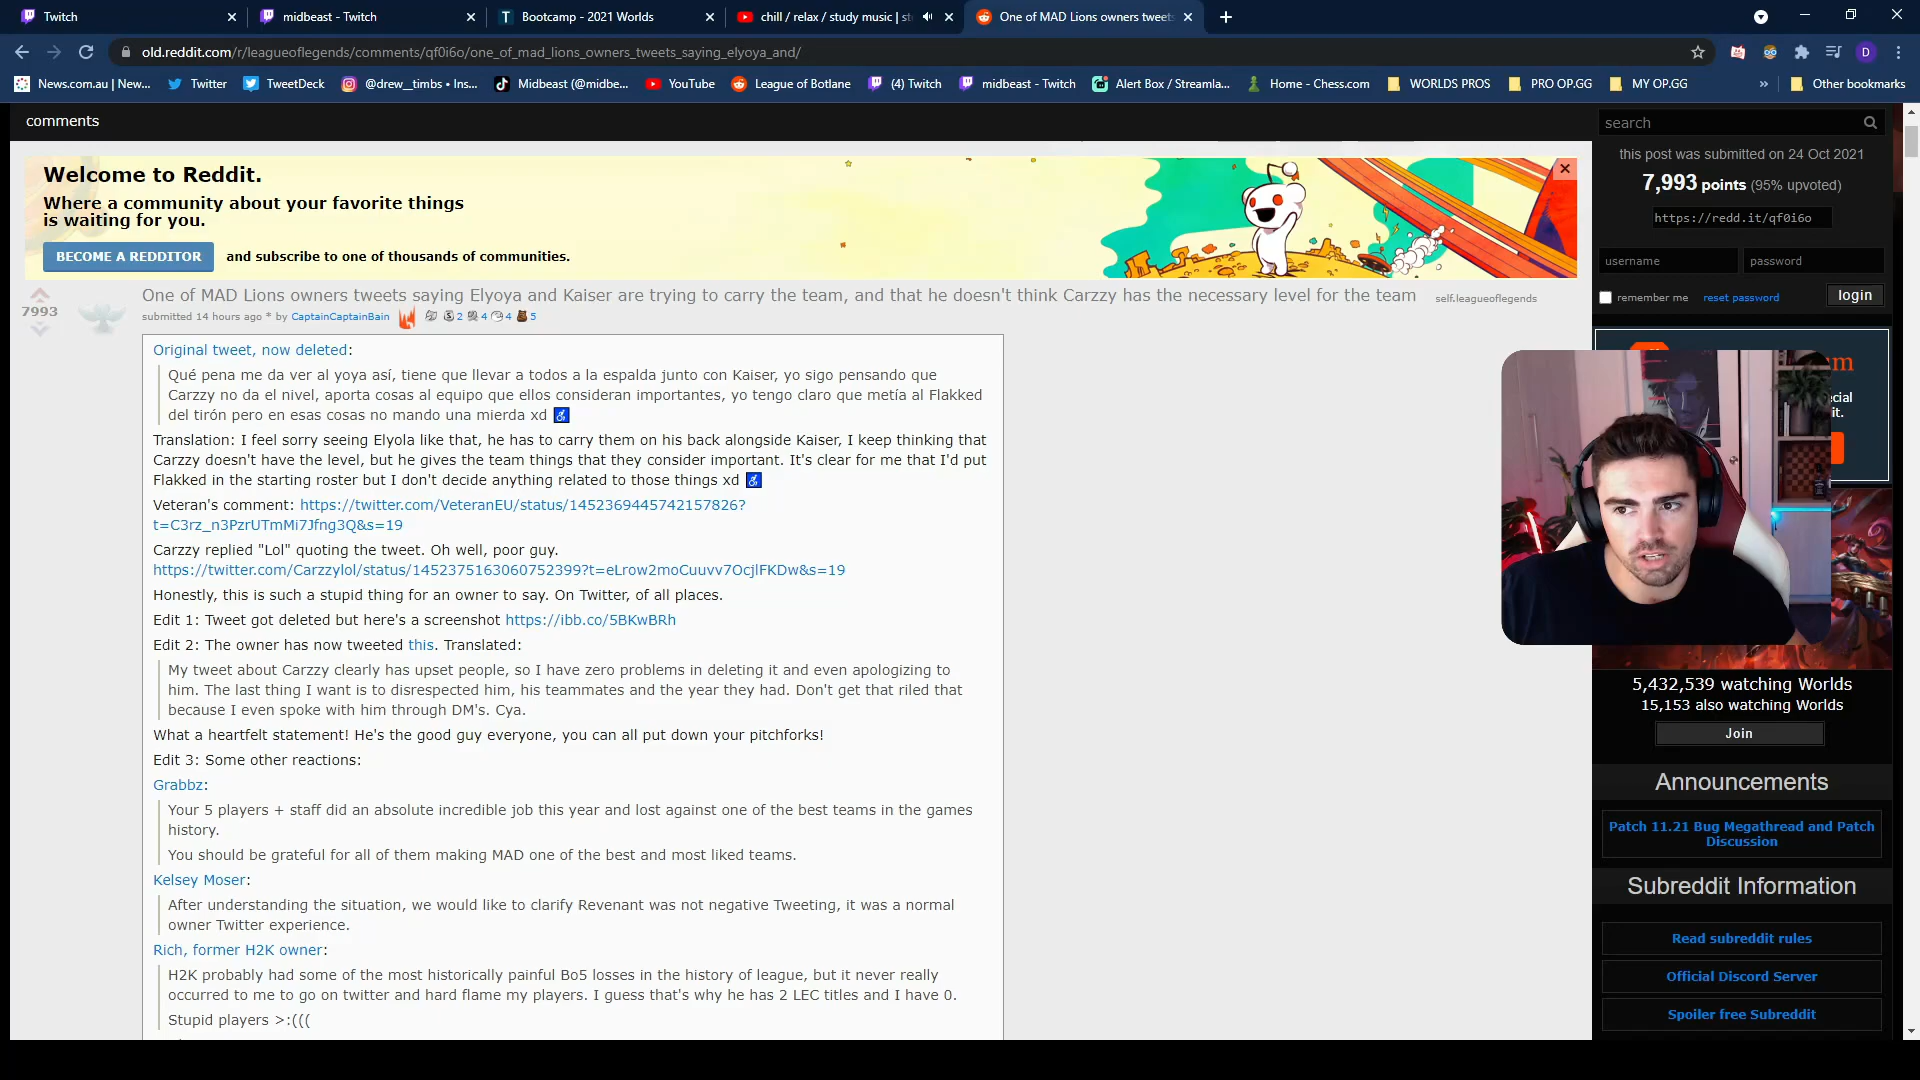 Twitch
midbeast - Twitch
Bootcamp - 2021 Worlds
chill / relax / study music | st
One of MAD Lions owners tweets
old.reddit.com/r/leagueoflegends/comments/qf0i6o/one_of_mad_lions_owners_tweets_saying_elyoya_and/
News.com.au | New...
Twitter
TweetDeck
@drew__timbs • Ins...
Midbeast (@midbe...
YouTube
League of Botlane
(4) Twitch
midbeast - Twitch
Alert Box / Streamla...
Home - Chess.com
WORLDS PROS
PRO OP.GG
MY OP.GG
»
Other bookmarks
comments
Welcome to Reddit.
Where a community about your favorite things
is waiting for you.
BECOME A REDDITOR and subscribe to one of thousands of communities.
7993
One of MAD Lions owners tweets saying Elyoya and Kaiser are trying to carry the team, and that he doesn't think Carzzy has the necessary level for the team self.leagueoflegends
submitted 14 hours ago * by CaptainCaptainBain 2 4 4 5
Original tweet, now deleted:
Qué pena me da ver al yoya así, tiene que llevar a todos a la espalda junto con Kaiser, yo sigo pensando que
Carzzy no da el nivel, aporta cosas al equipo que ellos consideran importantes, yo tengo claro que metía al Flakked
del tirón pero en esas cosas no mando una mierda xd ♿
Translation: I feel sorry seeing Elyola like that, he has to carry them on his back alongside Kaiser, I keep thinking that
Carzzy doesn't have the level, but he gives the team things that they consider important. It's clear for me that I'd put
Flakked in the starting roster but I don't decide anything related to those things xd ♿
Veteran's comment: https://twitter.com/VeteranEU/status/1452369445742157826?
t=C3rz_n3PzrUTmMi7Jfng3Q&s=19
Carzzy replied "Lol" quoting the tweet. Oh well, poor guy.
https://twitter.com/Carzzylol/status/1452375163060752399?t=eLrow2moCuuvv7OcjlFKDw&s=19
Honestly, this is such a stupid thing for an owner to say. On Twitter, of all places.
Edit 1: Tweet got deleted but here's a screenshot https://ibb.co/5BKwBRh
Edit 2: The owner has now tweeted this. Translated:
My tweet about Carzzy clearly has upset people, so I have zero problems in deleting it and even apologizing to
him. The last thing I want is to disrespected him, his teammates and the year they had. Don't get that riled that
because I even spoke with him through DM's. Cya.
What a heartfelt statement! He's the good guy everyone, you can all put down your pitchforks!
Edit 3: Some other reactions:
Grabbz:
Your 5 players + staff did an absolute incredible job this year and lost against one of the best teams in the games
history.
You should be grateful for all of them making MAD one of the best and most liked teams.
Kelsey Moser:
After understanding the situation, we would like to clarify Revenant was not negative Tweeting, it was a normal
owner Twitter experience.
Rich, former H2K owner:
H2K probably had some of the most historically painful Bo5 losses in the history of league, but it never really
occurred to me to go on twitter and hard flame my players. I guess that's why he has 2 LEC titles and I have 0.
Stupid players >:(((
search
this post was submitted on 24 Oct 2021
7,993 points (95% upvoted)
https://redd.it/qf0i6o
username
password
remember me
reset password
login
5,432,539 watching Worlds
15,153 also watching Worlds
Join
Announcements
Patch 11.21 Bug Megathread and Patch
Discussion
Subreddit Information
Read subreddit rules
Official Discord Server
Spoiler free Subreddit